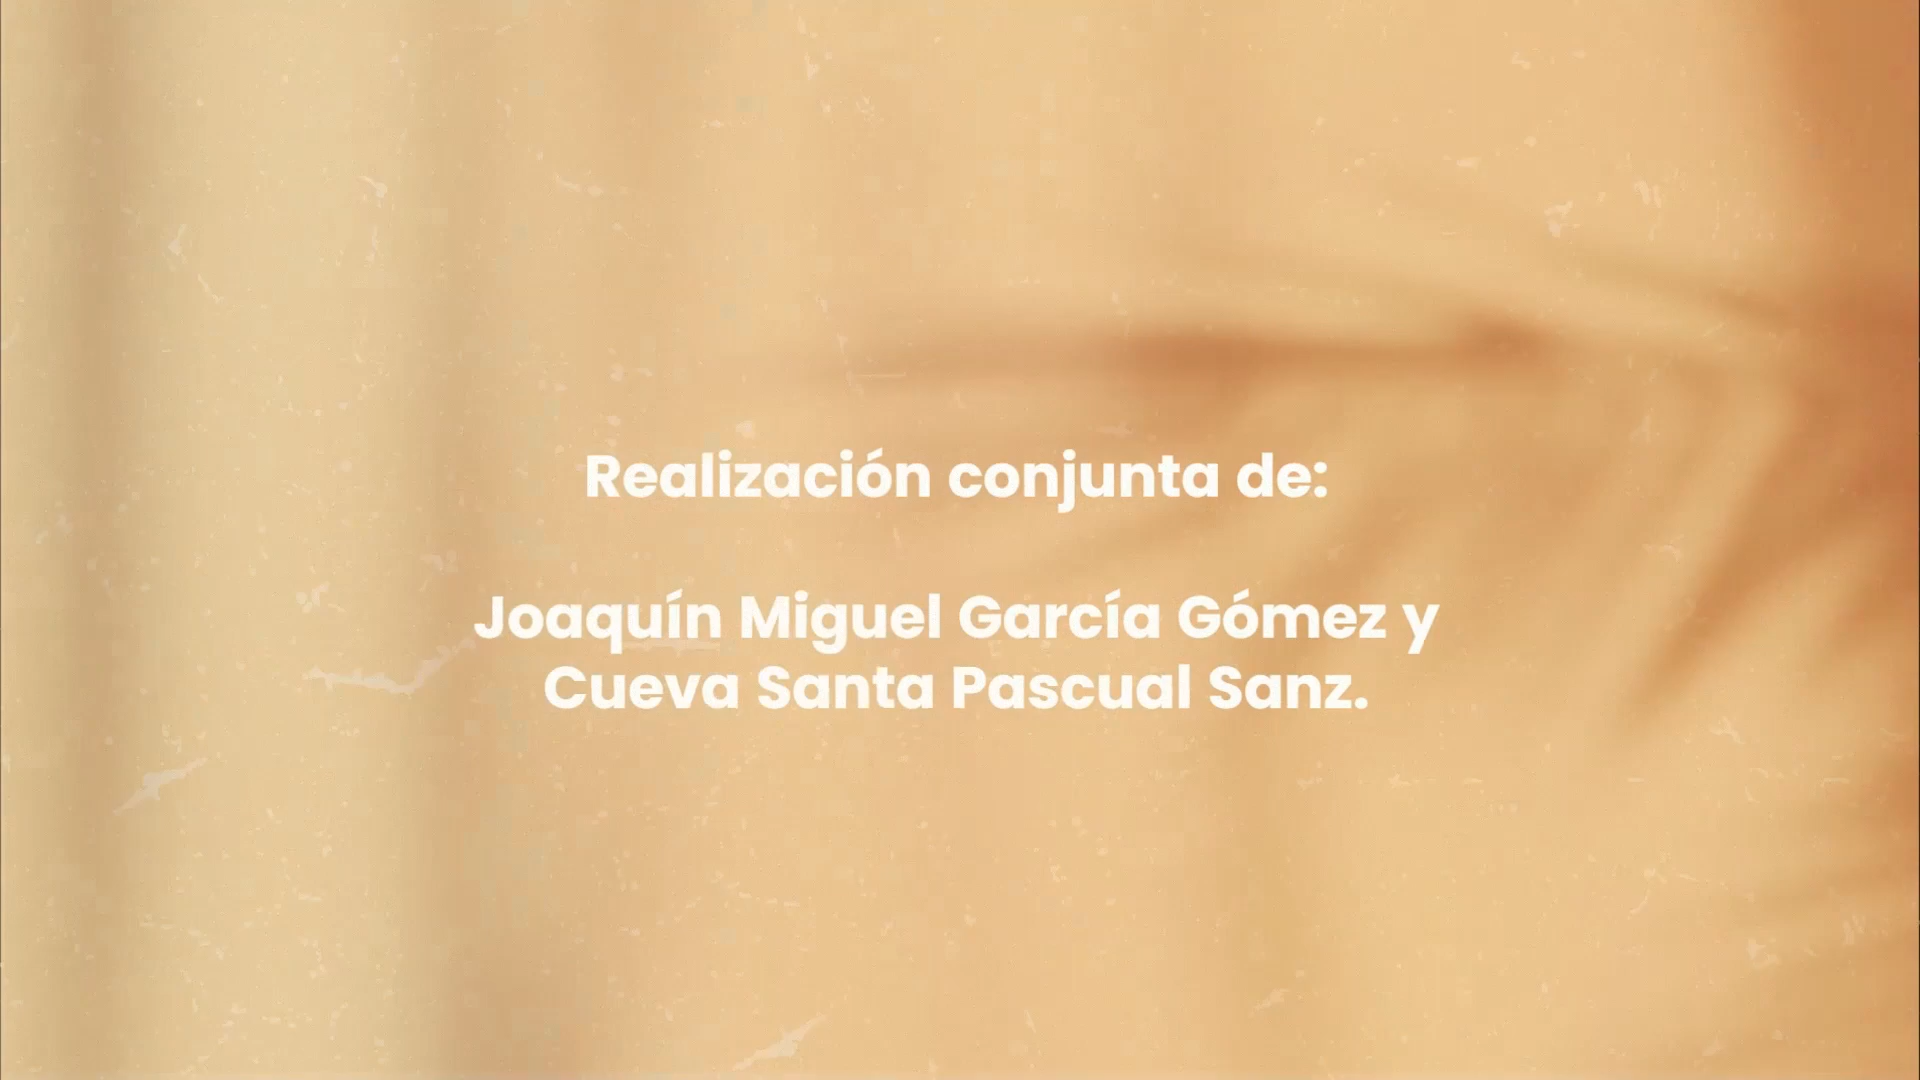 Realización conjunta de:
Joaquín Miguel García Gómez y
Cueva Santa Pascual Sanz.